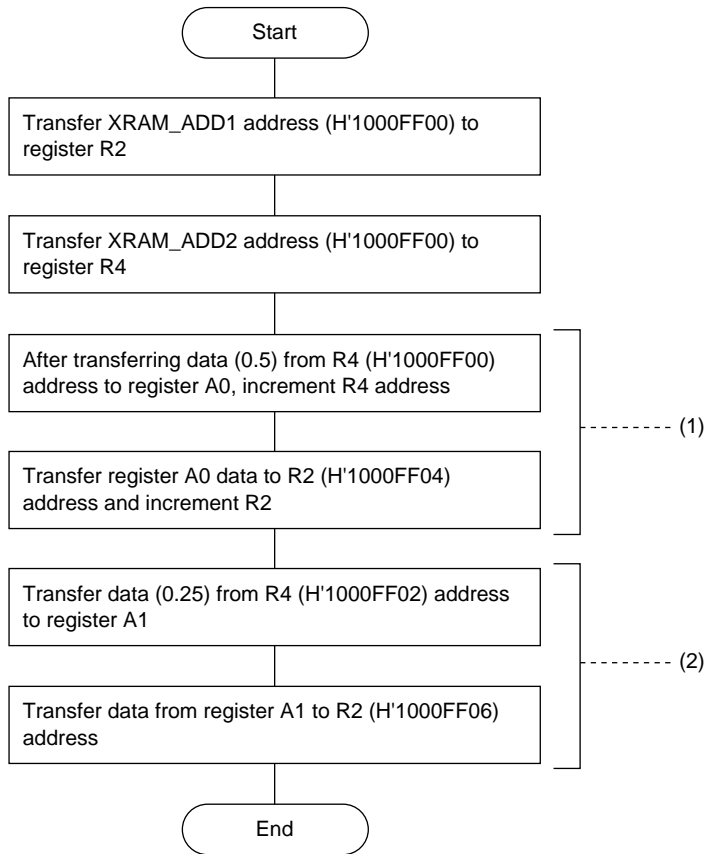 Start
Transfer XRAM_ADD1 address (H'1000FF00) to
register R2
Transfer XRAM_ADD2 address (H'1000FF00) to
register R4
After transferring data (0.5) from R4 (H'1000FF00)
address to register A0, increment R4 address
(1)
Transfer register A0 data to R2 (H'1000FF04)
address and increment R2
Transfer data (0.25) from R4 (H'1000FF02) address
to register A1
(2)
Transfer data from register A1 to R2 (H'1000FF06)
address
End